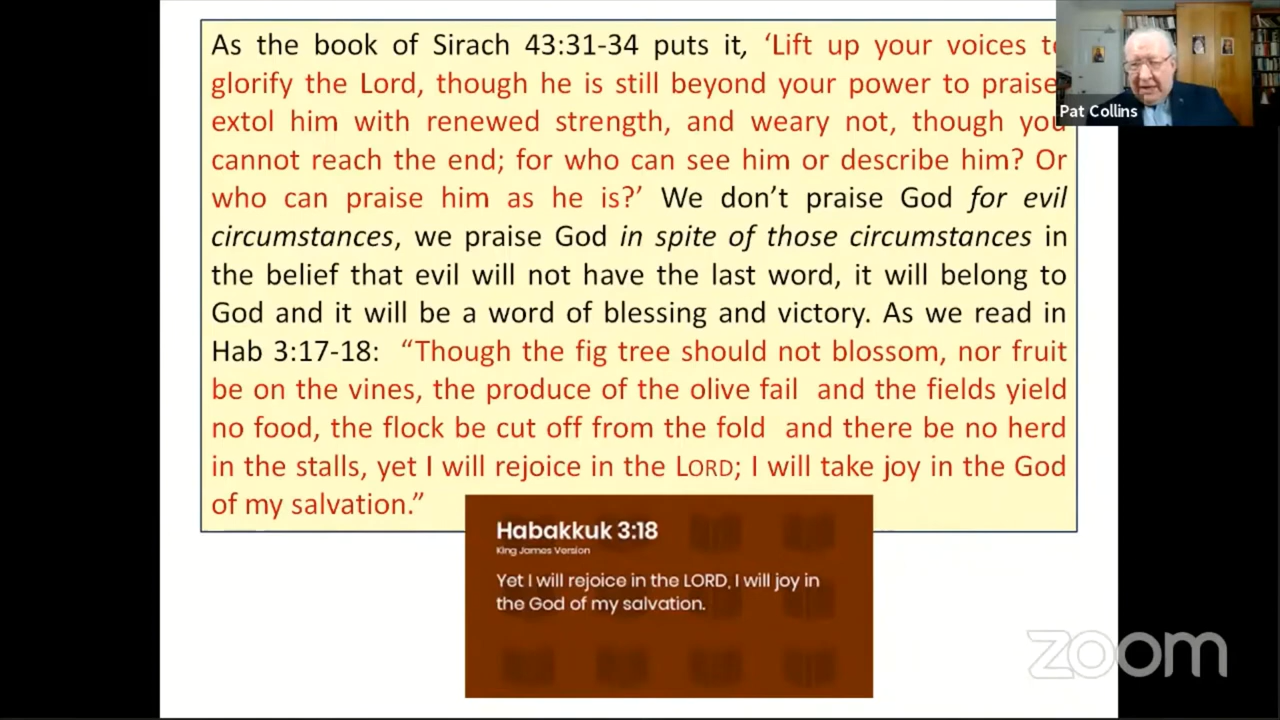 As the book of Sirach 43:31-34 puts it, ‘Lift up your voices
glorify the Lord, though he is still beyond your power to praise
extol him with renewed strength, and weary not, though you
cannot reach the end; for who can see him or describe him? Or
who can praise him as he is?’ We don’t praise God for evil
circumstances, we praise God in spite of those circumstances in
the belief that evil will not have the last word, it will belong to
God and it will be a word of blessing and victory. As we read in
Hab 3:17-18: “Though the fig tree should not blossom, nor fruit
be on the vines, the produce of the olive fail and the fields yield
no food, the flock be cut off from the fold and there be no herd
in the stalls, yet I will rejoice in the LORD; I will take joy in the God
of my salvation.”
Habakkuk 3:18
King James Version
Yet I will rejoice in the LORD, I will joy in
the God of my salvation.
Pat Collins
zoom